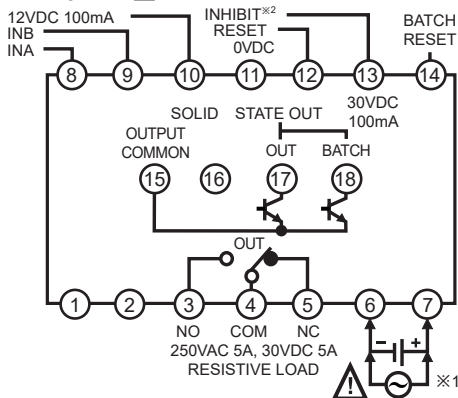 12VDC 100mA
INB
INA
INHIBIT※2
RESET
0VDC
BATCH
RESET
8 9 10 11 12 13 14
SOLID STATE OUT
30VDC
100mA
OUTPUT
COMMON
OUT
BATCH
15 16 17 18
OUT
1 2 3 4 5 6 7
NO COM NC
250VAC 5A, 30VDC 5A
RESISTIVE LOAD
- +
! ※1